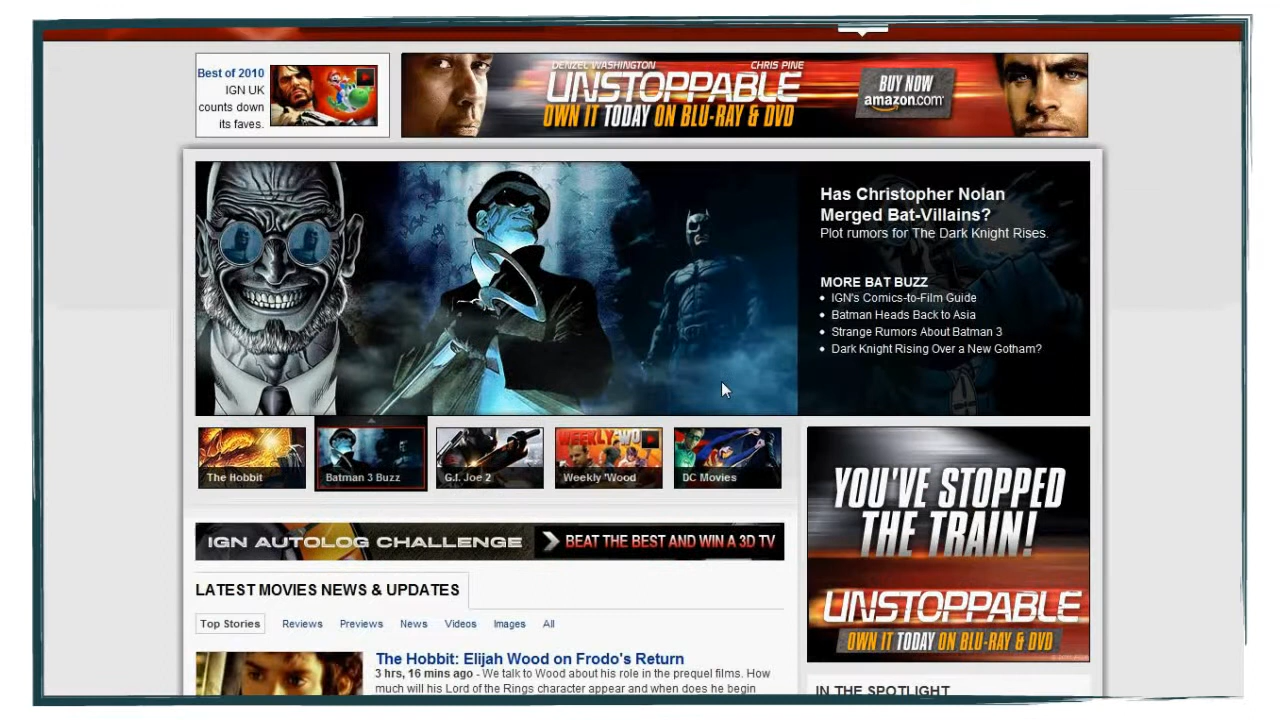 Best of 2010
IGN UK
counts down
its faves.
DENZEL WASHINGTON CHRIS PINE
UNSTOPPABLE
OWN IT TODAY ON BLU-RAY & DVD
BUY NOW
amazon.com
Has Christopher Nolan
Merged Bat-Villains?
Plot rumors for The Dark Knight Rises.
MORE BAT BUZZ
• IGN's Comics-to-Film Guide
• Batman Heads Back to Asia
• Strange Rumors About Batman 3
• Dark Knight Rising Over a New Gotham?
WEEKLY WOO
The Hobbit
Batman 3 Buzz
G.I. Joe 2
Weekly 'Wood
DC Movies
IGN AUTOLOG CHALLENGE
BEAT THE BEST AND WIN A 3D TV
YOU'VE STOPPED
THE TRAIN!
UNSTOPPABLE
OWN IT TODAY ON BLU-RAY & DVD
LATEST MOVIES NEWS & UPDATES
Top Stories Reviews Previews News Videos Images All
The Hobbit: Elijah Wood on Frodo's Return
3 hrs, 16 mins ago - We talk to Wood about his role in the prequel films. How
much will his Lord of the Rings character appear and when does he begin
IN THE SPOTLIGHT